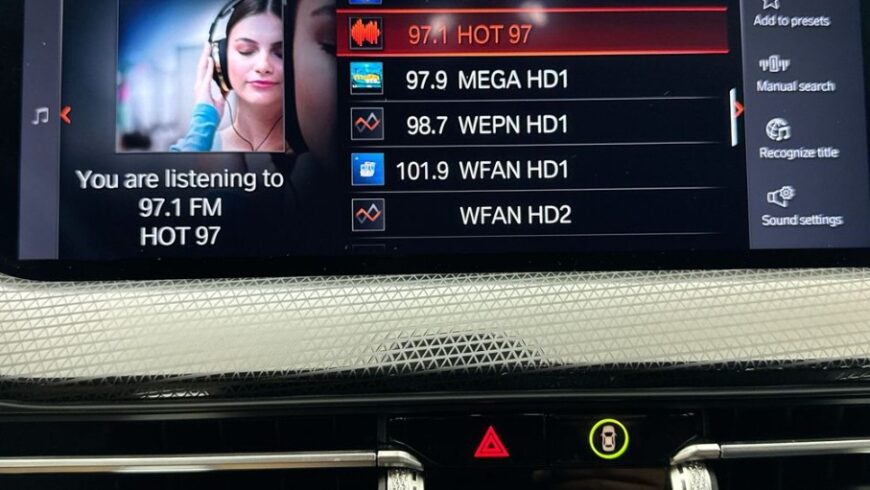 You are listening to
97.1 FM
HOT 97
97.1 HOT 97
97.9 MEGA HD1
98.7 WEPN HD1
101.9 WFAN HD1
WFAN HD2
Add to presets
Manual search
Recognize title
Sound settings